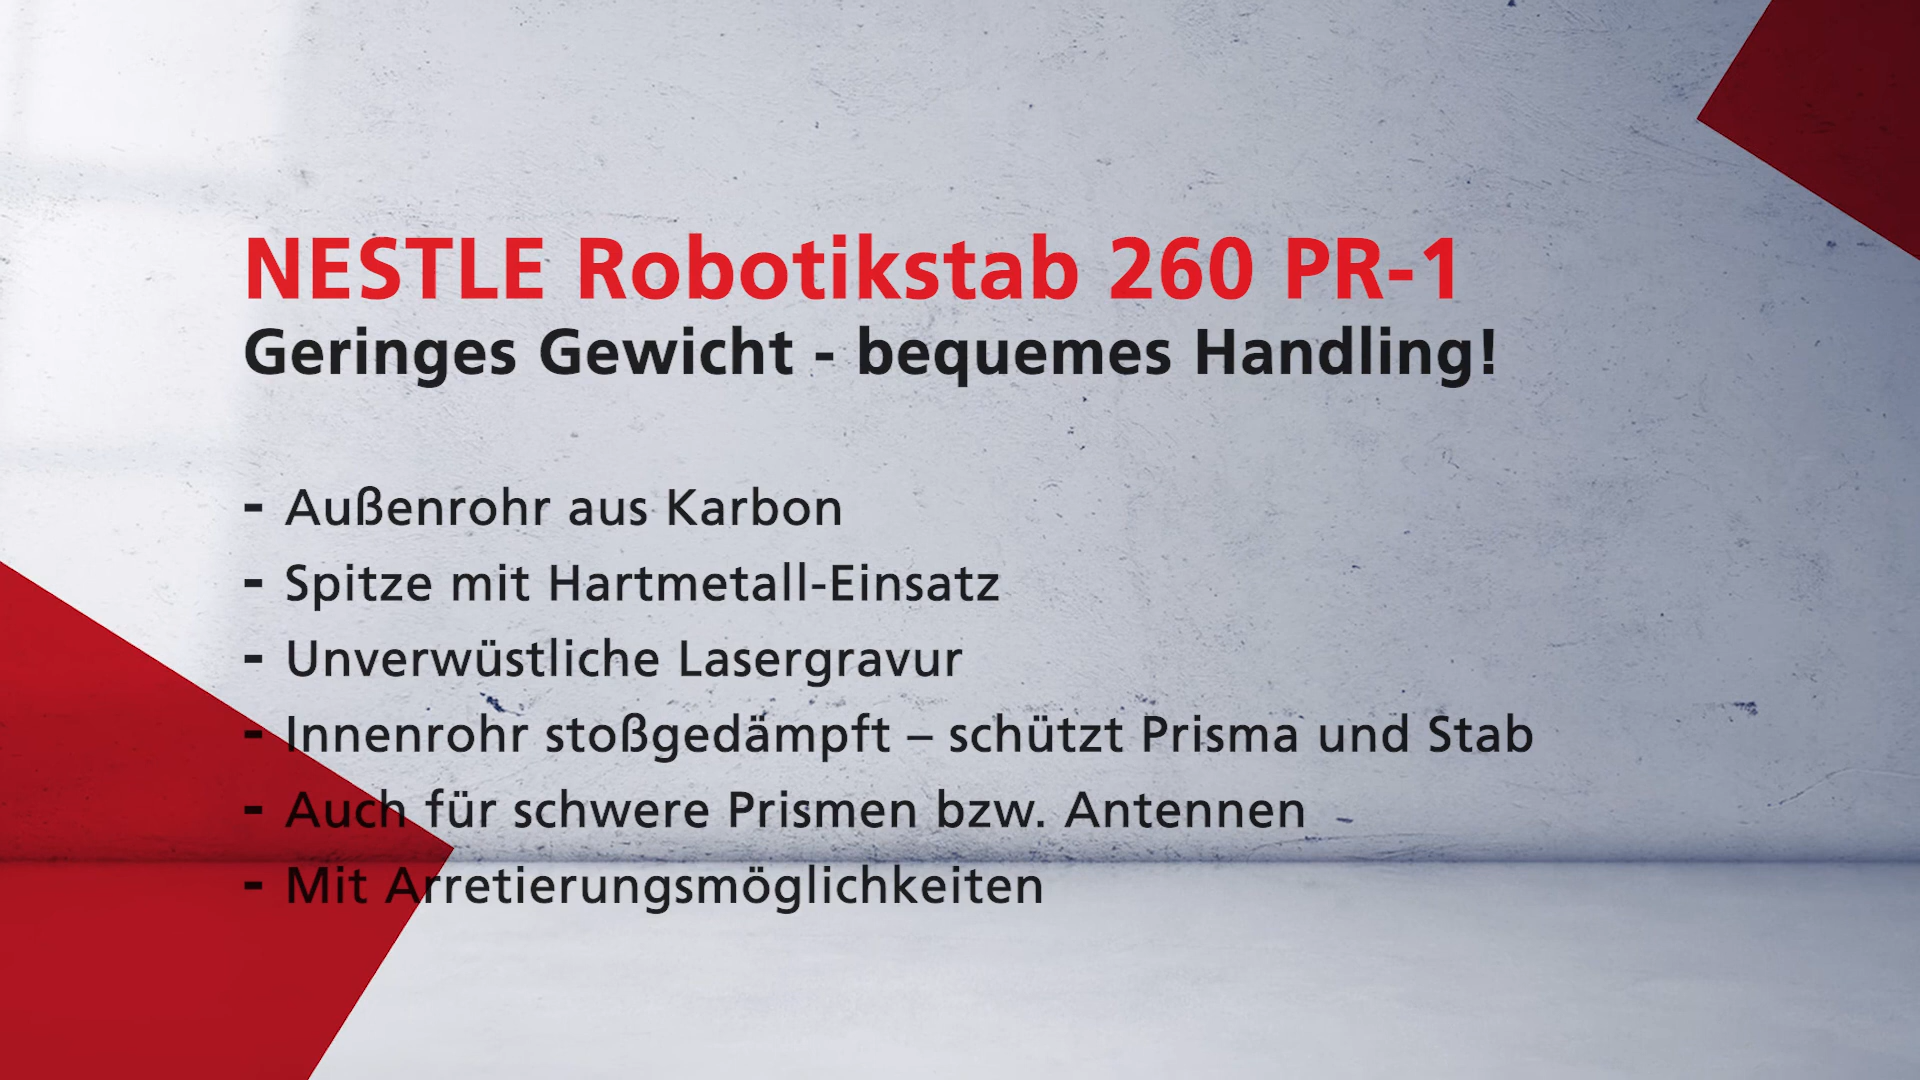 NESTLE Robotikstab 260 PR-1
Geringes Gewicht - bequemes Handling!
- Außenrohr aus Karbon
- Spitze mit Hartmetall-Einsatz
- Unverwüstliche Lasergravur
- Innenrohr stoßgedämpft – schützt Prisma und Stab
- Auch für schwere Prismen bzw. Antennen
- Mit Arretierungsmöglichkeiten